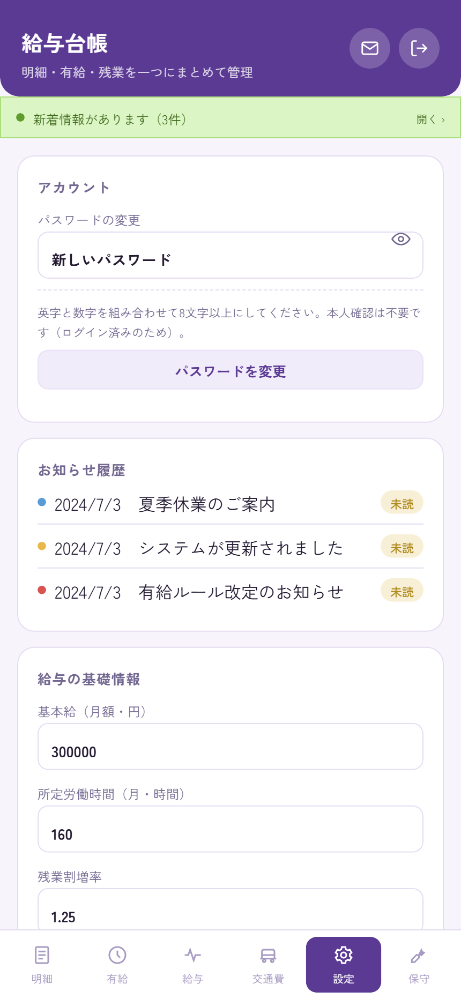 給与台帳
明細・有給・残業を一つにまとめて管理
新着情報があります（3件） 開く ›
アカウント
パスワードの変更
新しいパスワード
英字と数字を組み合わせて8文字以上にしてください。本人確認は不要で
す（ログイン済みのため）。
パスワードを変更
お知らせ履歴
2024/7/3 夏季休業のご案内 未読
2024/7/3 システムが更新されました 未読
2024/7/3 有給ルール改定のお知らせ 未読
給与の基礎情報
基本給（月額・円）
300000
所定労働時間（月・時間）
160
残業割増率
1.25
明細 有給 給与 交通費 設定 保守